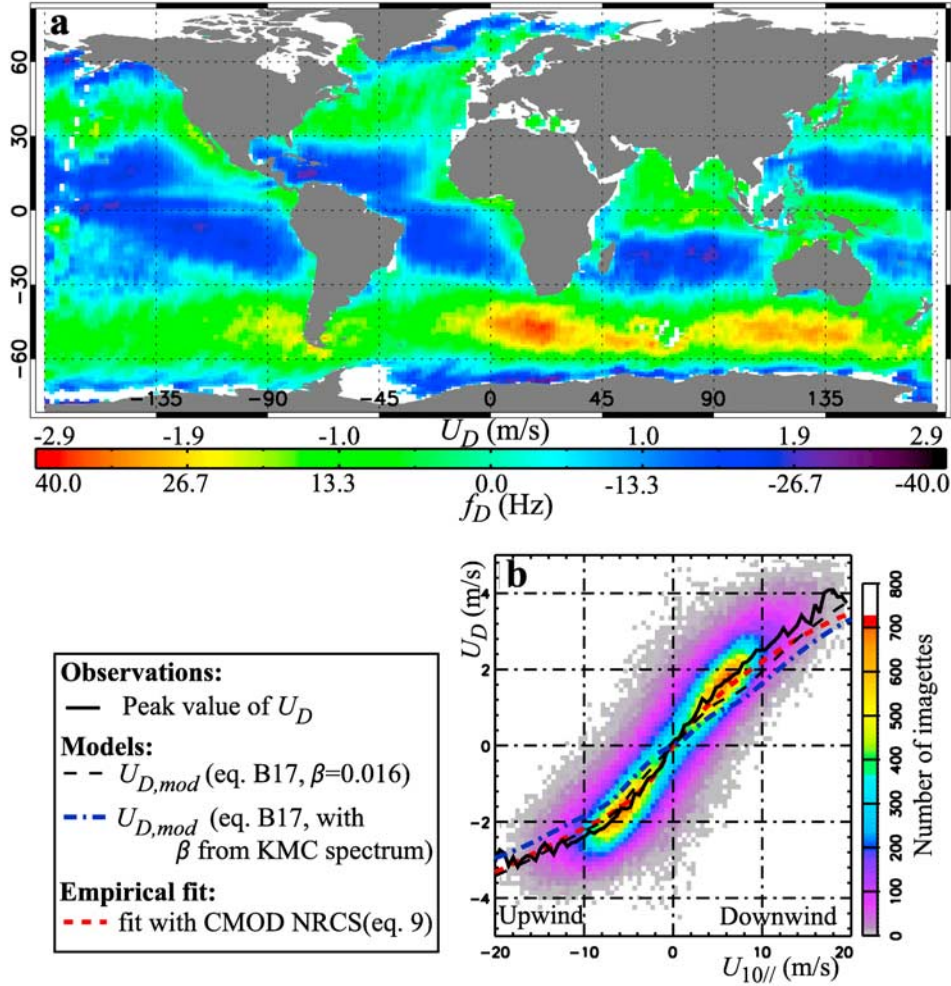 a
60
30
0
−30
−60
−135 −90 −45 0 45 90 135
-2.9 -1.9 -1.0 U_D (m/s) 1.0 1.9 2.9
40.0 26.7 13.3 0.0 -13.3 -26.7 -40.0
f_D (Hz)
b
U_D (m/s)
4
2
0
-2
-4
Upwind Downwind
-20 -10 0 10 20
U_10// (m/s)
800
700
600
500
400
300
200
100
0
Number of imagettes
Observations:
Peak value of U_D
Models:
U_D,mod (eq. B17, β=0.016)
U_D,mod (eq. B17, with
β from KMC spectrum)
Empirical fit:
fit with CMOD NRCS(eq. 9)